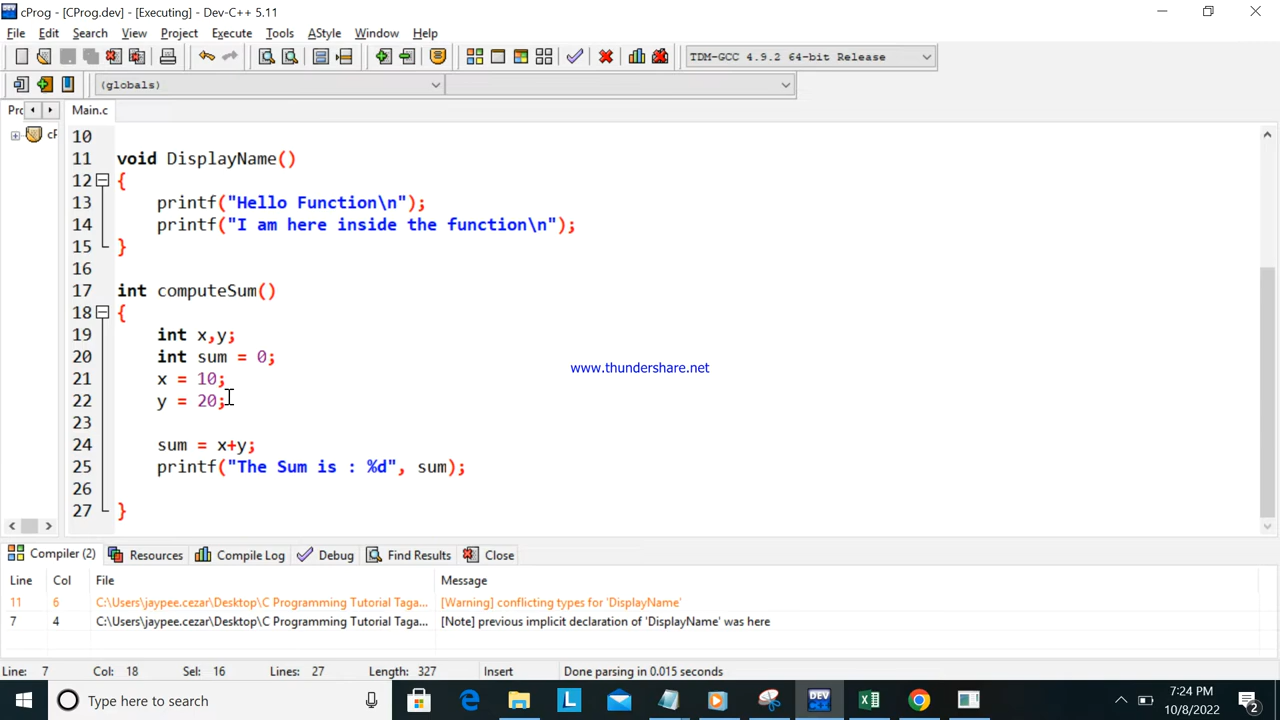 cProg - [CProg.dev] - [Executing] - Dev-C++ 5.11
File Edit Search View Project Execute Tools AStyle Window Help
TDM-GCC 4.9.2 64-bit Release
(globals)
Main.c
10
11 void DisplayName()
12 {
13 printf("Hello Function\n");
14 printf("I am here inside the function\n");
15 }
16
17 int computeSum()
18 {
19 int x,y;
20 int sum = 0;
21 x = 10;
22 y = 20;
23
24 sum = x+y;
25 printf("The Sum is : %d", sum);
26
27 }
www.thundershare.net
Compiler (2) Resources Compile Log Debug Find Results Close
Line Col File Message
11 6 C:\Users\jaypee.cezar\Desktop\C Programming Tutorial Taga... [Warning] conflicting types for 'DisplayName'
7 4 C:\Users\jaypee.cezar\Desktop\C Programming Tutorial Taga... [Note] previous implicit declaration of 'DisplayName' was here
Line: 7 Col: 18 Sel: 16 Lines: 27 Length: 327 Insert Done parsing in 0.015 seconds
Type here to search
DEV
7:24 PM
10/8/2022
2